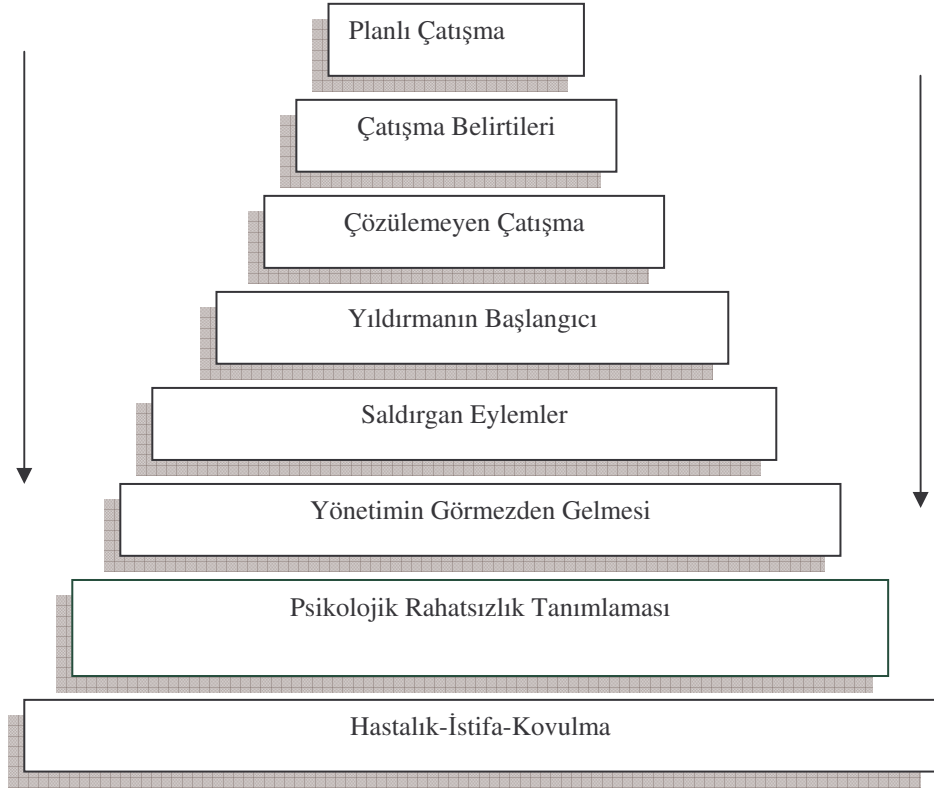 Planlı Çatışma
Çatışma Belirtileri
Çözülemeyen Çatışma
Yıldırmanın Başlangıcı
Saldırgan Eylemler
Yönetimin Görmezden Gelmesi
Psikolojik Rahatsızlık Tanımlaması
Hastalık-İstifa-Kovulma